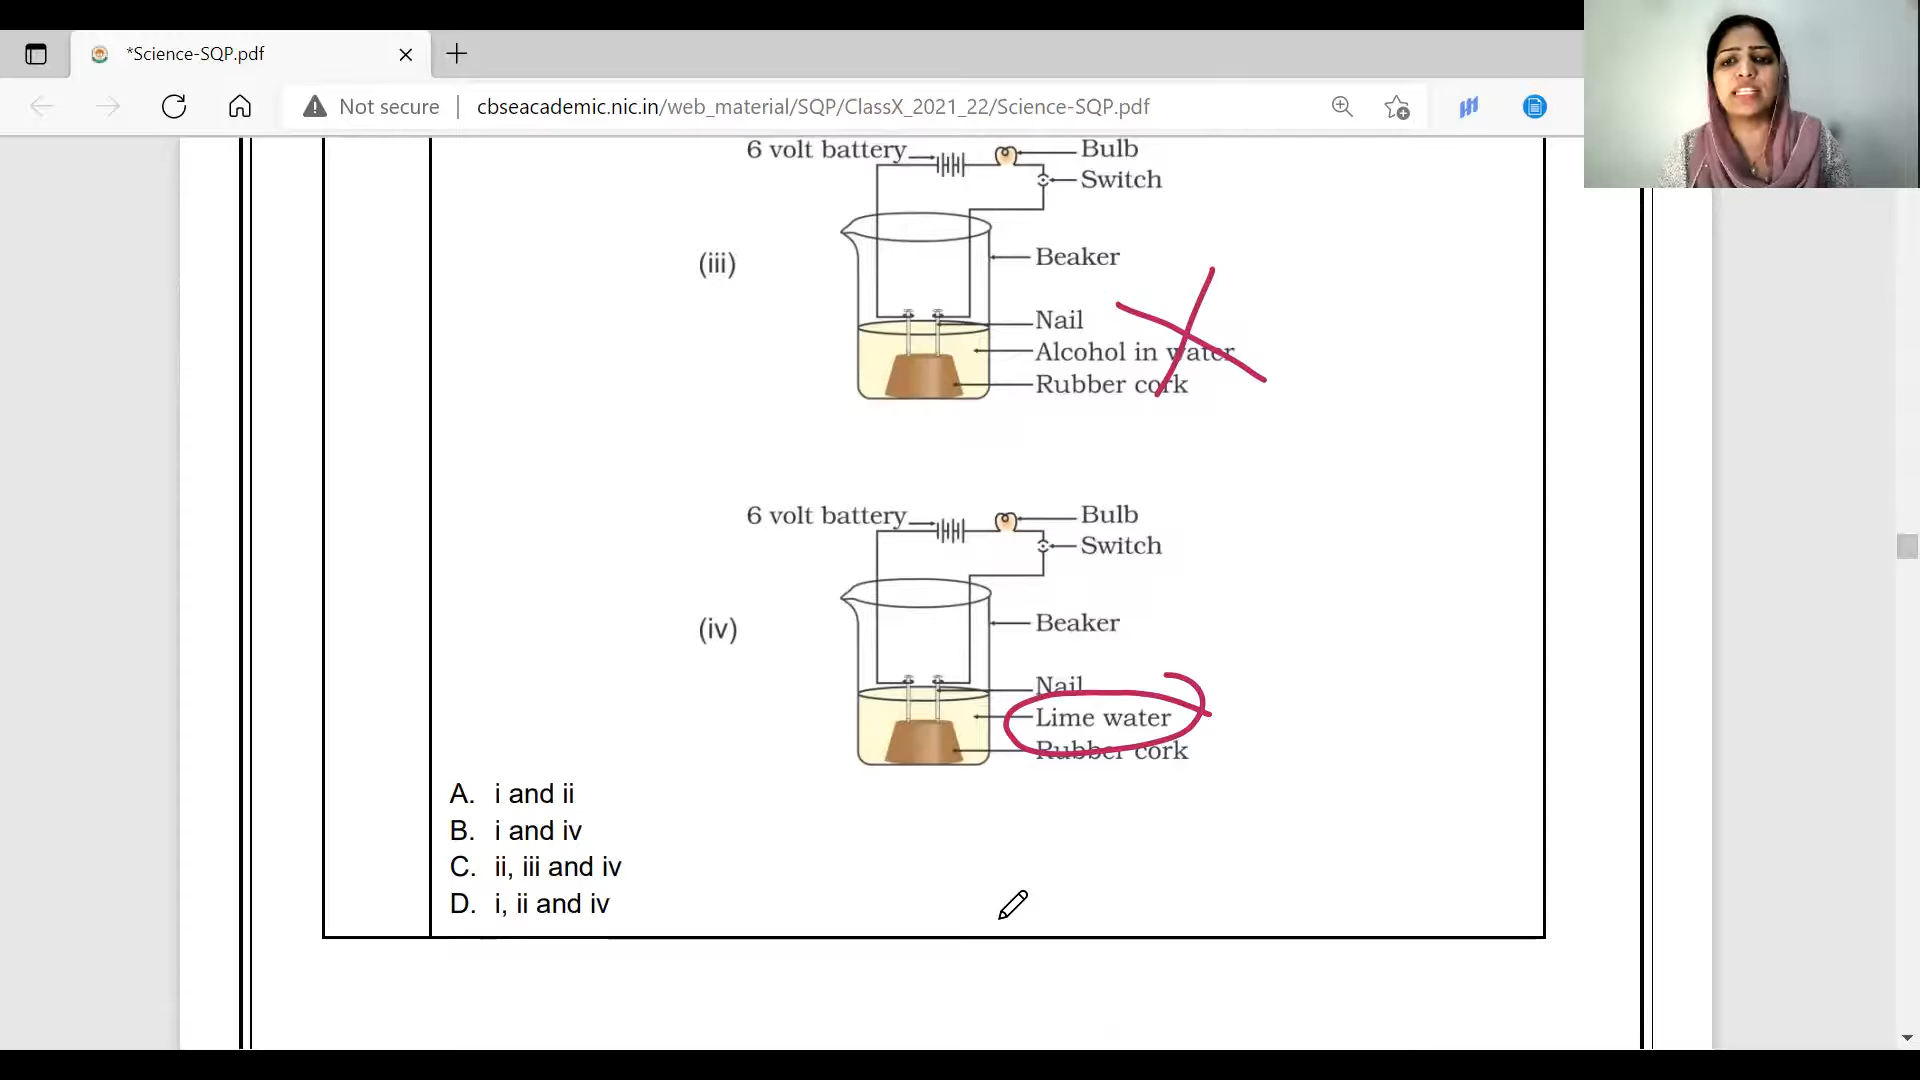 *Science-SQP.pdf
Not secure
cbseacademic.nic.in/web_material/SQP/ClassX_2021_22/Science-SQP.pdf
6 volt battery
Bulb
Switch
(iii)
Beaker
Nail
Alcohol in water
Rubber cork
6 volt battery
Bulb
Switch
(iv)
Beaker
Nail
Lime water
Rubber cork
A. i and ii
B. i and iv
C. ii, iii and iv
D. i, ii and iv